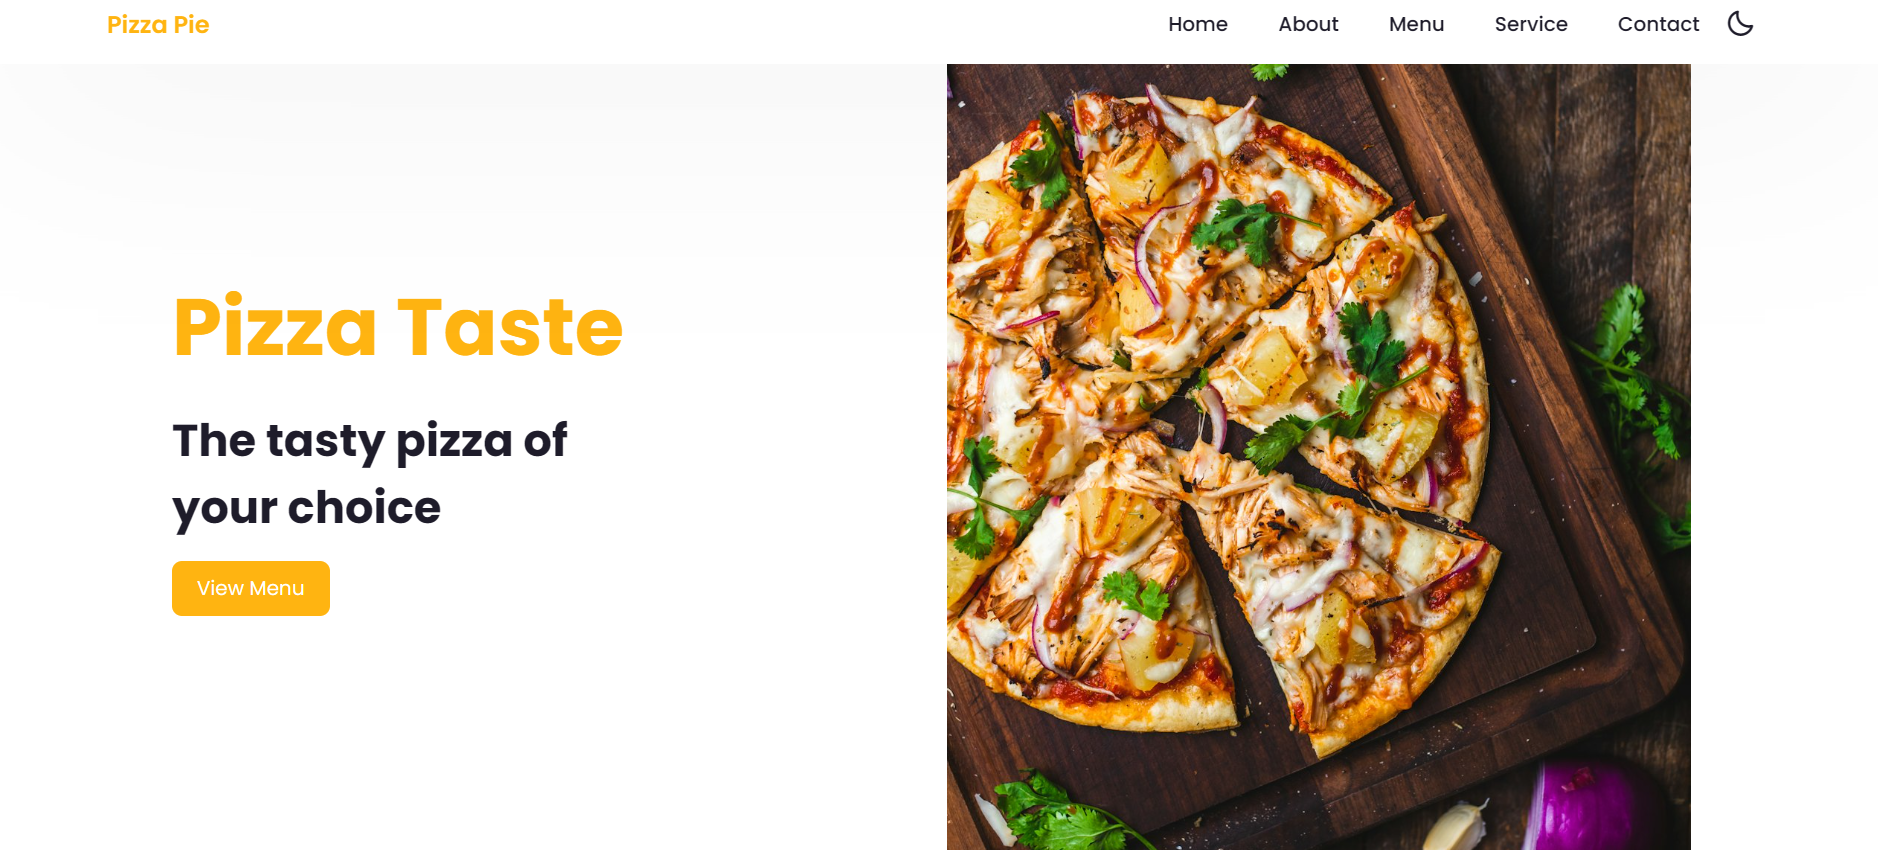 Pizza Pie
Home About Menu Service Contact
Pizza Taste
The tasty pizza of
your choice
View Menu